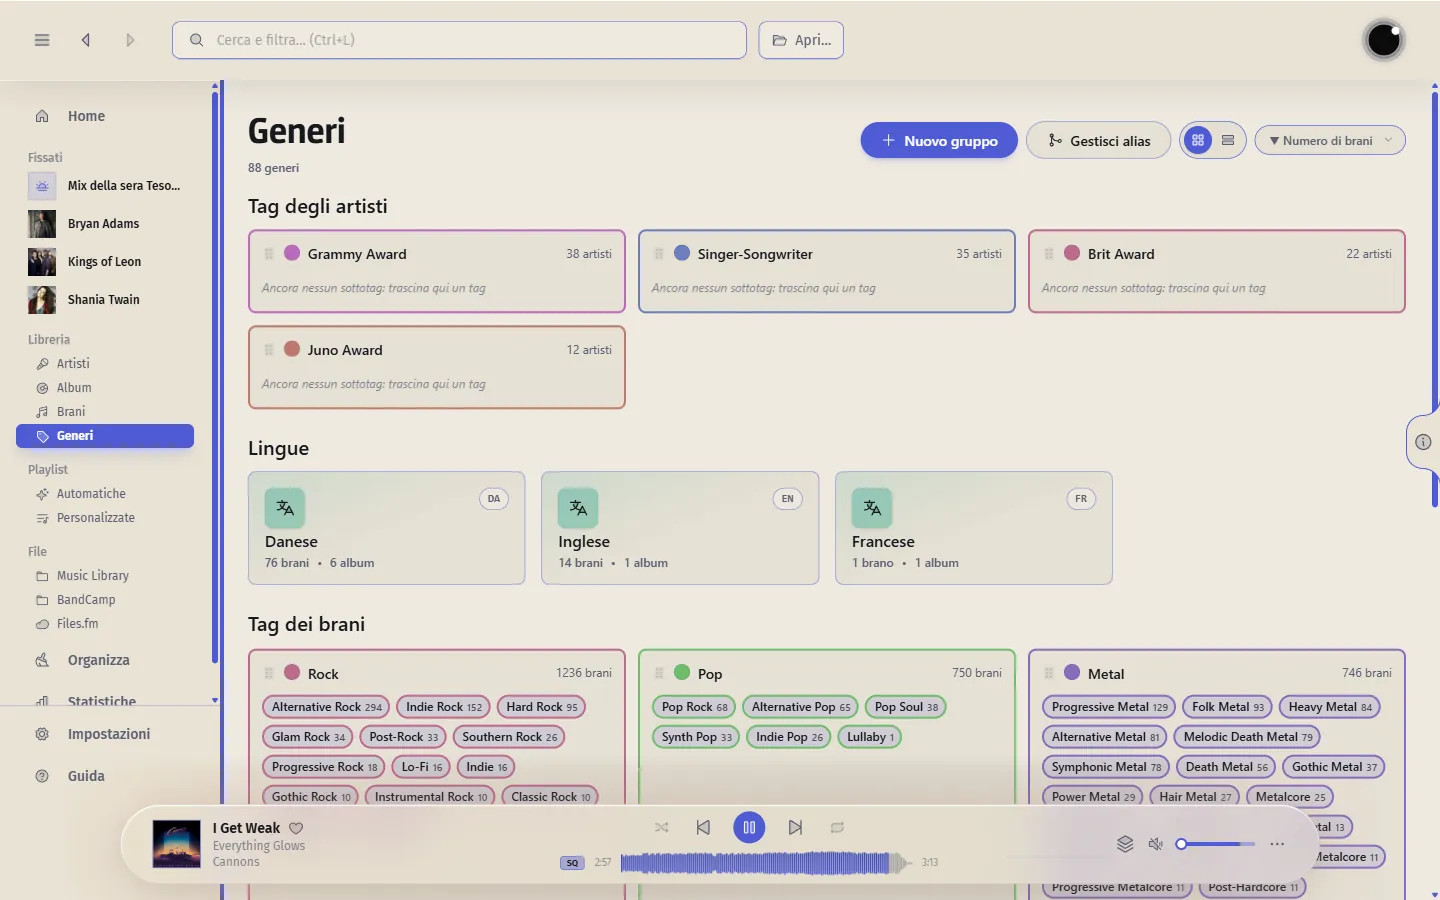 Cerca e filtra... (Ctrl+L)
Apri...
Home
Fissati
Mix della sera Teso...
Bryan Adams
Kings of Leon
Shania Twain
Libreria
Artisti
Album
Brani
Generi
Playlist
Automatiche
Personalizzate
File
Music Library
BandCamp
Files.fm
Organizza
Statistiche
Impostazioni
Guida
Generi
88 generi
Nuovo gruppo
Gestisci alias
▼ Numero di brani
Tag degli artisti
Grammy Award 38 artisti
Ancora nessun sottotag: trascina qui un tag
Singer-Songwriter 35 artisti
Ancora nessun sottotag: trascina qui un tag
Brit Award 22 artisti
Ancora nessun sottotag: trascina qui un tag
Juno Award 12 artisti
Ancora nessun sottotag: trascina qui un tag
Lingue
DA
Danese
76 brani • 6 album
EN
Inglese
14 brani • 1 album
FR
Francese
1 brano • 1 album
Tag dei brani
Rock 1236 brani
Alternative Rock 294 Indie Rock 152 Hard Rock 95
Glam Rock 34 Post-Rock 33 Southern Rock 26
Progressive Rock 18 Lo-Fi 16 Indie 16
Gothic Rock 10 Instrumental Rock 10 Classic Rock 10
Pop 750 brani
Pop Rock 68 Alternative Pop 65 Pop Soul 38
Synth Pop 33 Indie Pop 26 Lullaby 1
Metal 746 brani
Progressive Metal 129 Folk Metal 93 Heavy Metal 84
Alternative Metal 81 Melodic Death Metal 79
Symphonic Metal 78 Death Metal 56 Gothic Metal 37
Power Metal 29 Hair Metal 27 Metalcore 25
13
Metalcore 11
Progressive Metalcore 11 Post-Hardcore 11
I Get Weak
Everything Glows
Cannons
SQ 2:57 3:13